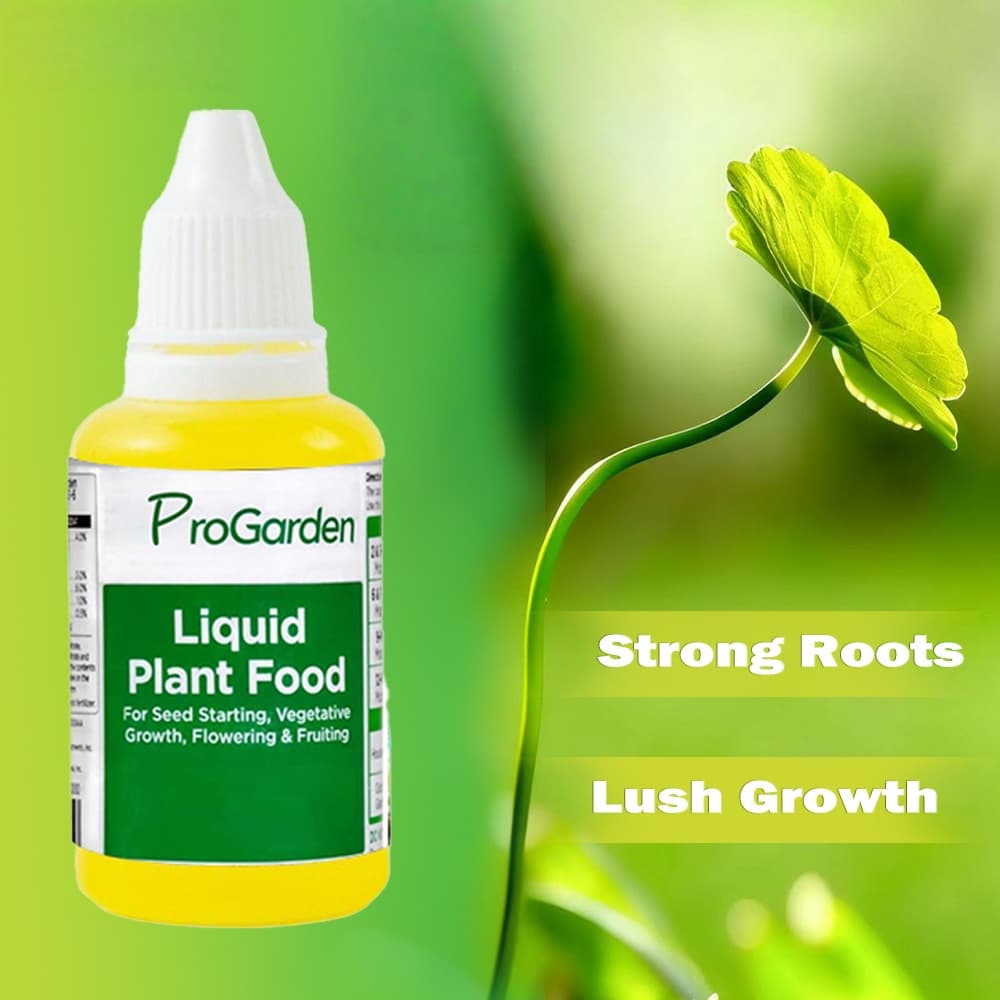 ProGarden
Liquid
Plant Food
For Seed Starting, Vegetative
Growth, Flowering & Fruiting
Strong Roots
Lush Growth